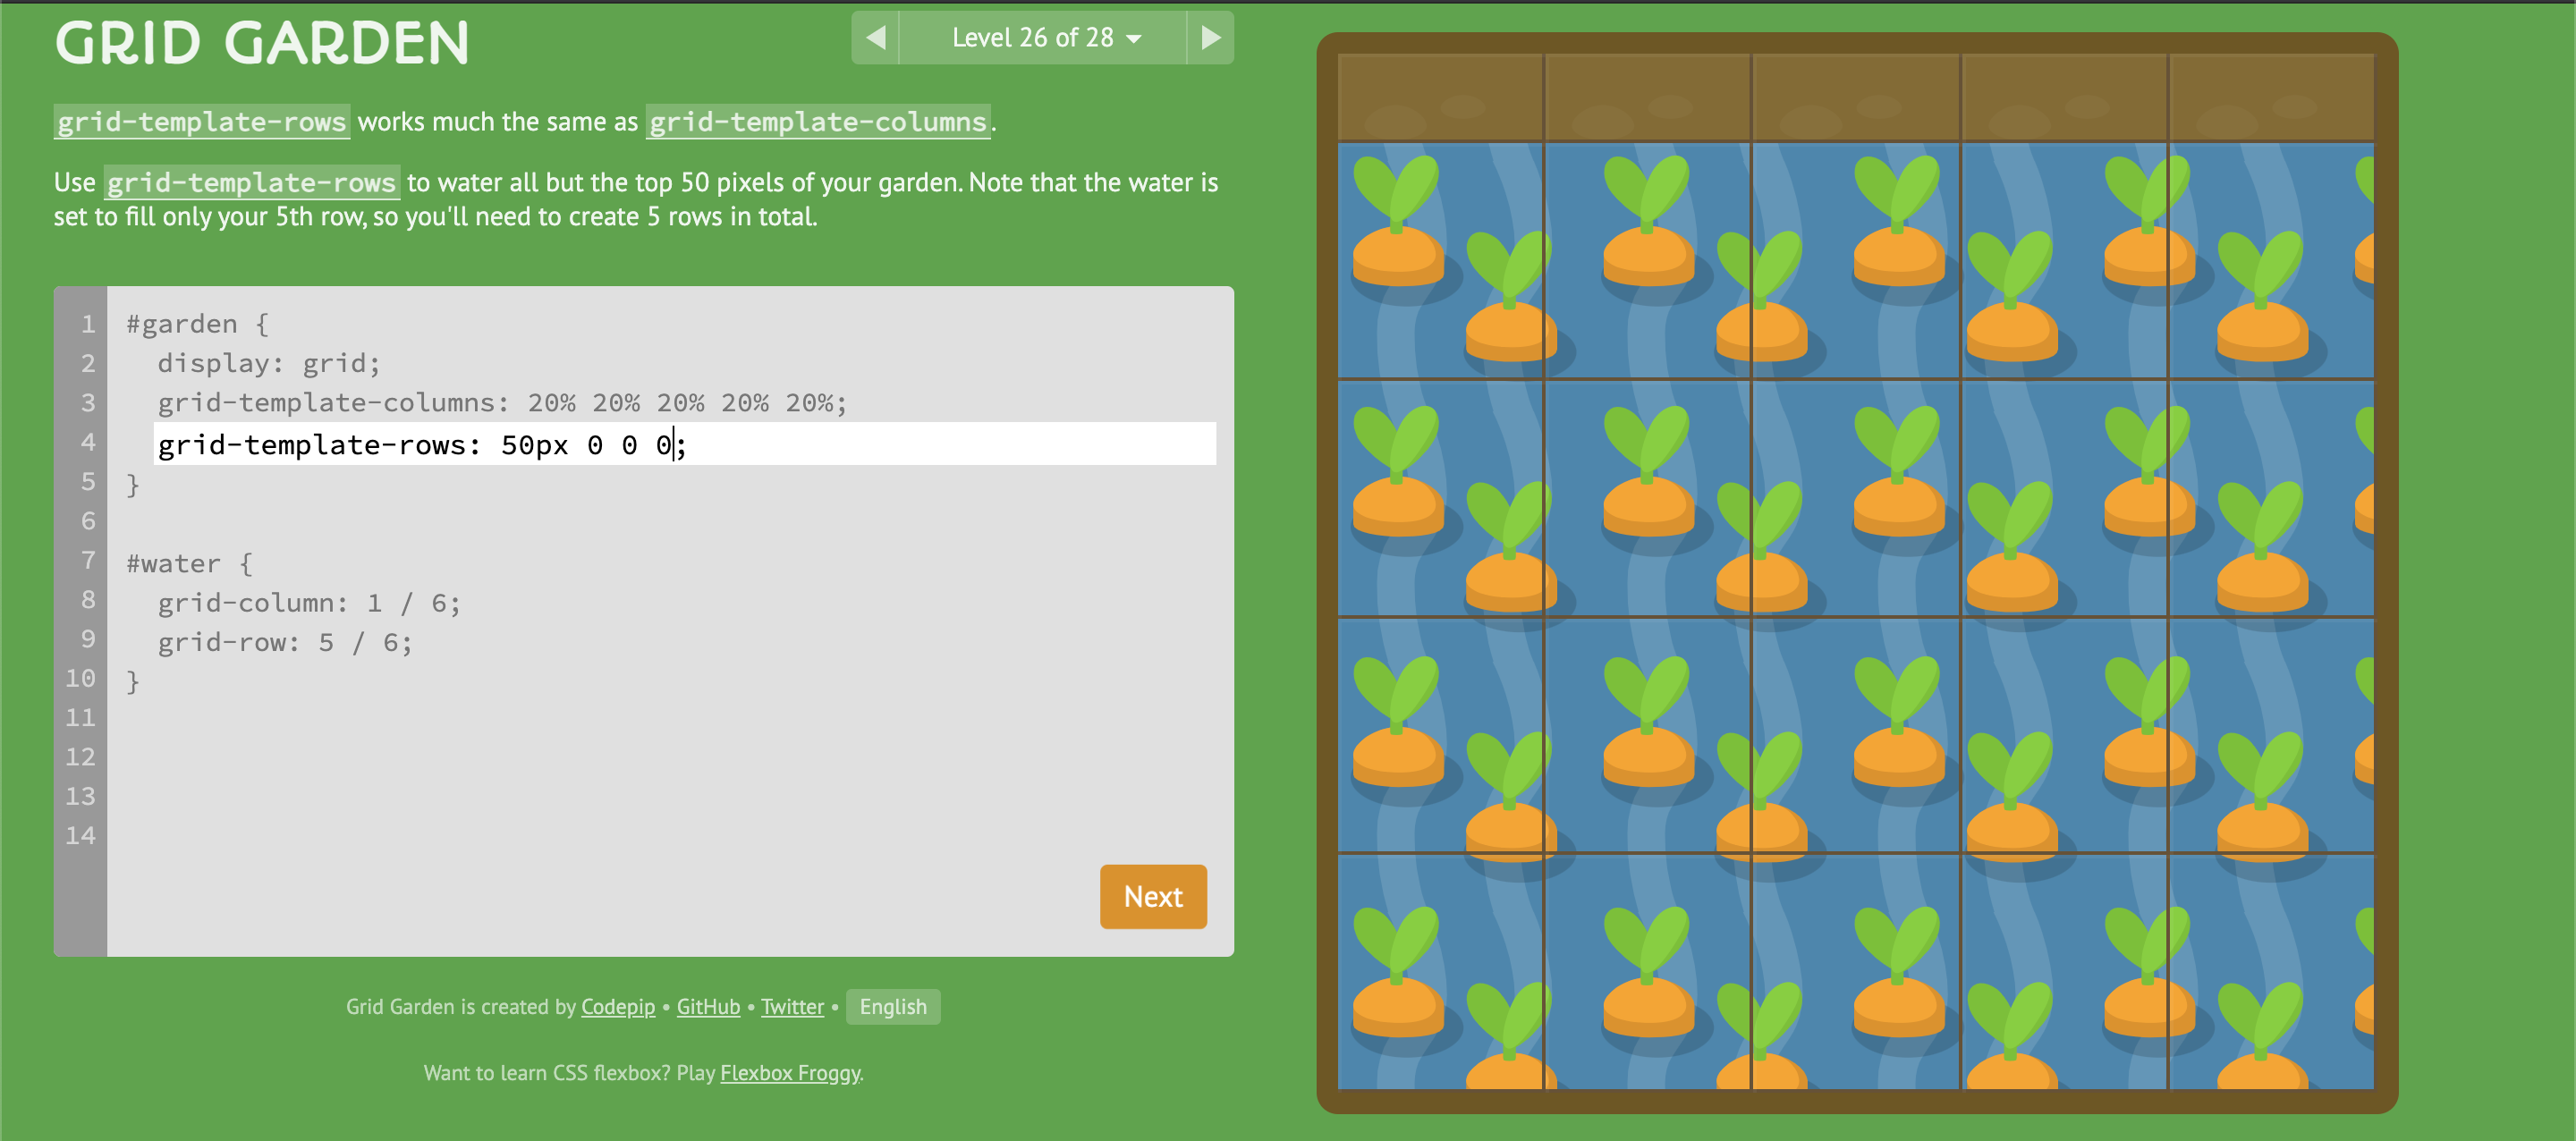 GRID GARDEN
Level 26 of 28
grid-template-rows works much the same as grid-template-columns.
Use grid-template-rows to water all but the top 50 pixels of your garden. Note that the water is
set to fill only your 5th row, so you'll need to create 5 rows in total.
1 #garden {
2 display: grid;
3 grid-template-columns: 20% 20% 20% 20% 20%;
4 grid-template-rows: 50px 0 0 0;
5 }
6
7 #water {
8 grid-column: 1 / 6;
9 grid-row: 5 / 6;
10 }
11
12
13
14
Next
Grid Garden is created by Codepip • GitHub • Twitter • English
Want to learn CSS flexbox? Play Flexbox Froggy.